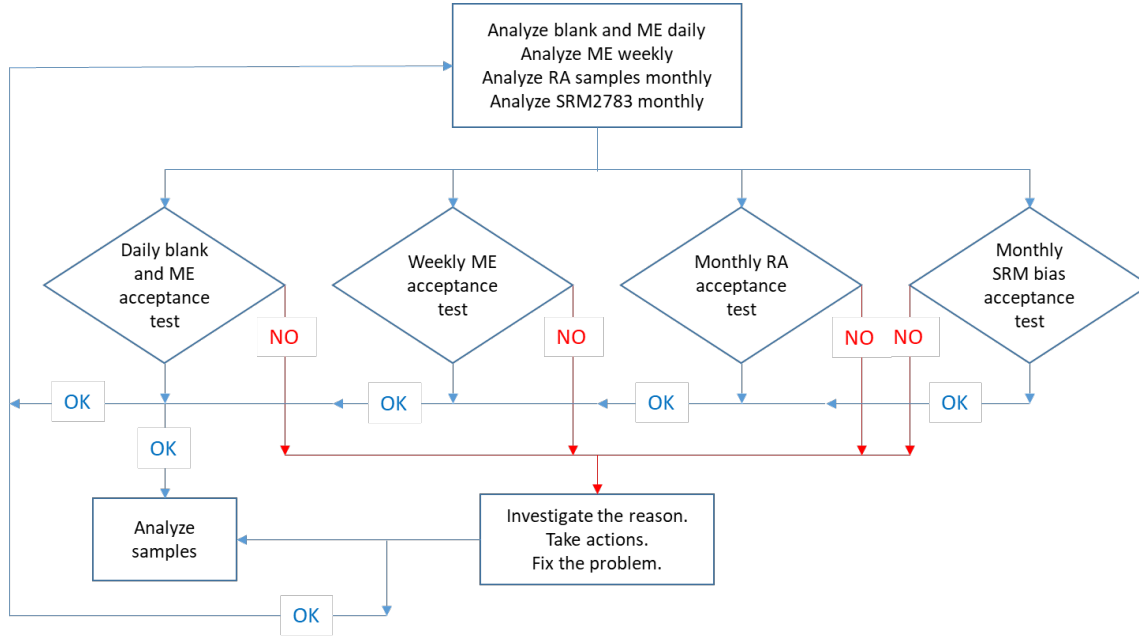 Analyze blank and ME daily
Analyze ME weekly
Analyze RA samples monthly
Analyze SRM2783 monthly
Daily blank
and ME
acceptance
test
Weekly ME
acceptance
test
Monthly RA
acceptance
test
Monthly
SRM bias
acceptance
test
NO
NO
NO
NO
OK
OK
OK
OK
OK
Analyze
samples
Investigate the reason.
Take actions.
Fix the problem.
OK